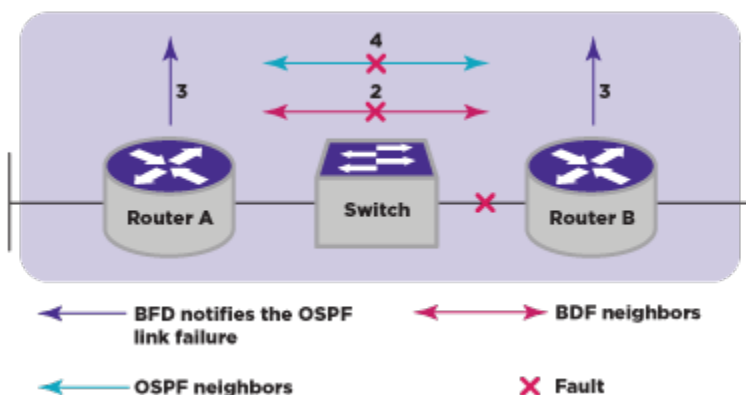 4
3
2
3
Router A
Switch
Router B
BFD notifies the OSPF
link failure
BDF neighbors
OSPF neighbors
Fault